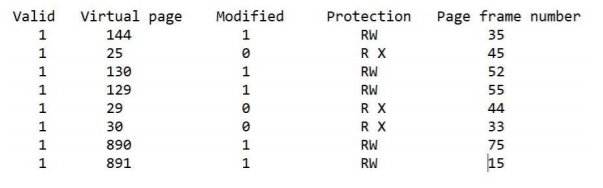 Valid Virtual page Modified Protection Page frame number
1 144 1 RW 35
1 25 0 R X 45
1 130 1 RW 52
1 129 1 RW 55
1 29 0 R X 44
1 30 0 R X 33
1 890 1 RW 75
1 891 1 RW 15